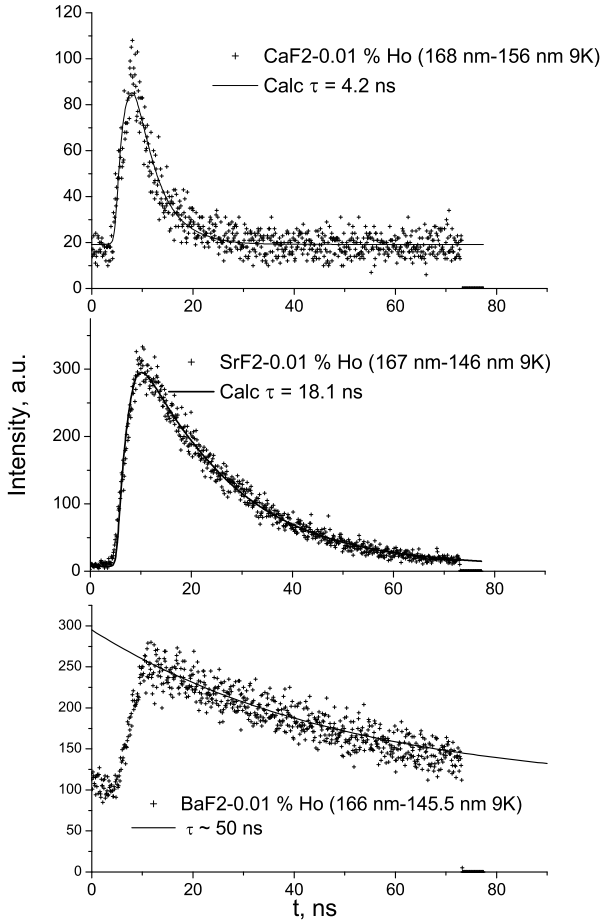 120
100
80
60
40
20
0
CaF2-0.01 % Ho (168 nm-156 nm 9K)
Calc τ = 4.2 ns
0 20 40 60 80
300
200
100
0
SrF2-0.01 % Ho (167 nm-146 nm 9K)
Calc τ = 18.1 ns
0 20 40 60 80
Intensity, a.u.
300
250
200
150
100
50
0
BaF2-0.01 % Ho (166 nm-145.5 nm 9K)
τ ~ 50 ns
0 20 40 60 80
t, ns